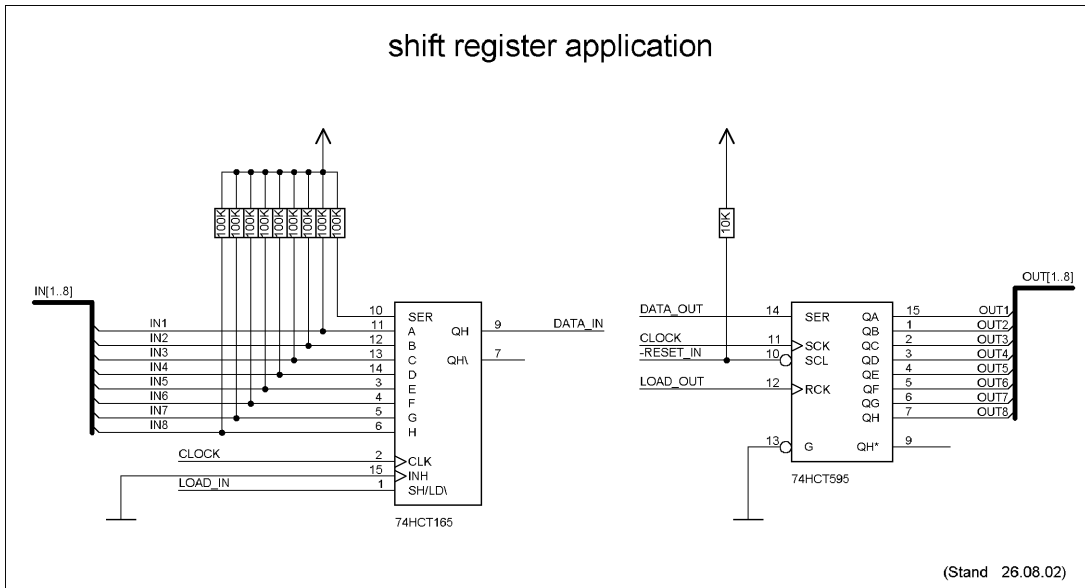 shift register application
100K 100K 100K 100K 100K 100K 100K 100K 100K
10K
IN[1..8]
OUT[1..8]
IN1
IN2
IN3
IN4
IN5
IN6
IN7
IN8
CLOCK
LOAD_IN
10 SER
11 A
12 B
13 C
14 D
3 E
4 F
5 G
6 H
2 CLK
15 INH
1 SH/LD\
QH 9 DATA_IN
QH\ 7
74HCT165
DATA_OUT 14 SER
CLOCK 11 SCK
-RESET_IN 10 SCL
LOAD_OUT 12 RCK
13 G
QA 15 OUT1
QB 1 OUT2
QC 2 OUT3
QD 3 OUT4
QE 4 OUT5
QF 5 OUT6
QG 6 OUT7
QH 7 OUT8
QH* 9
74HCT595
(Stand 26.08.02)